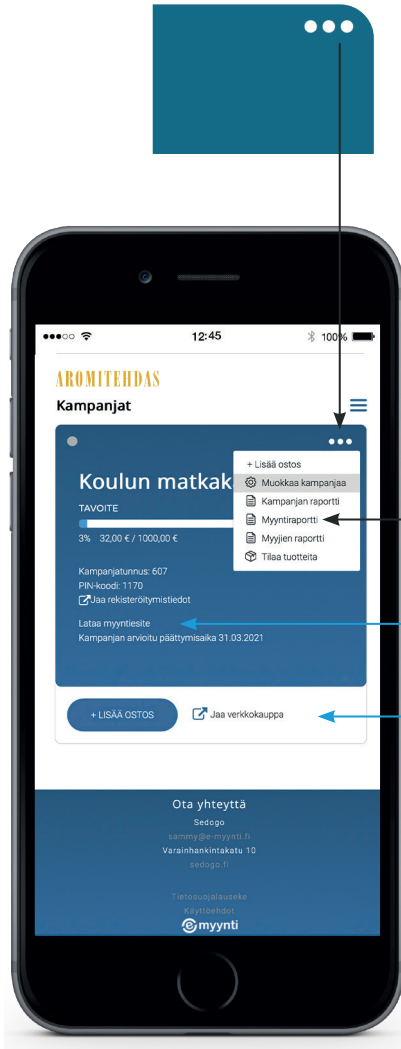 12:45
100%
AROMITEHDAS
Kampanjat
Koulun matkak
TAVOITE
3% 32,00 € / 1000,00 €
Kampanjatunnus: 607
PIN-koodi: 1170
Jaa rekisteröitymistiedot
Lataa myyntiesite
Kampanjan arvioitu päättymisaika 31.03.2021
+ Lisää ostos
Muokkaa kampanjaa
Kampanjan raportti
Myyntiraportti
Myyjien raportti
Tilaa tuotteita
+ LISÄÄ OSTOS
Jaa verkkokauppa
Ota yhteyttä
Sedogo
sammy@e-myynti.fi
Varainhankintakatu 10
sedogo.fi
Tietosuojalauseke
Käyttöehdot
e myynti